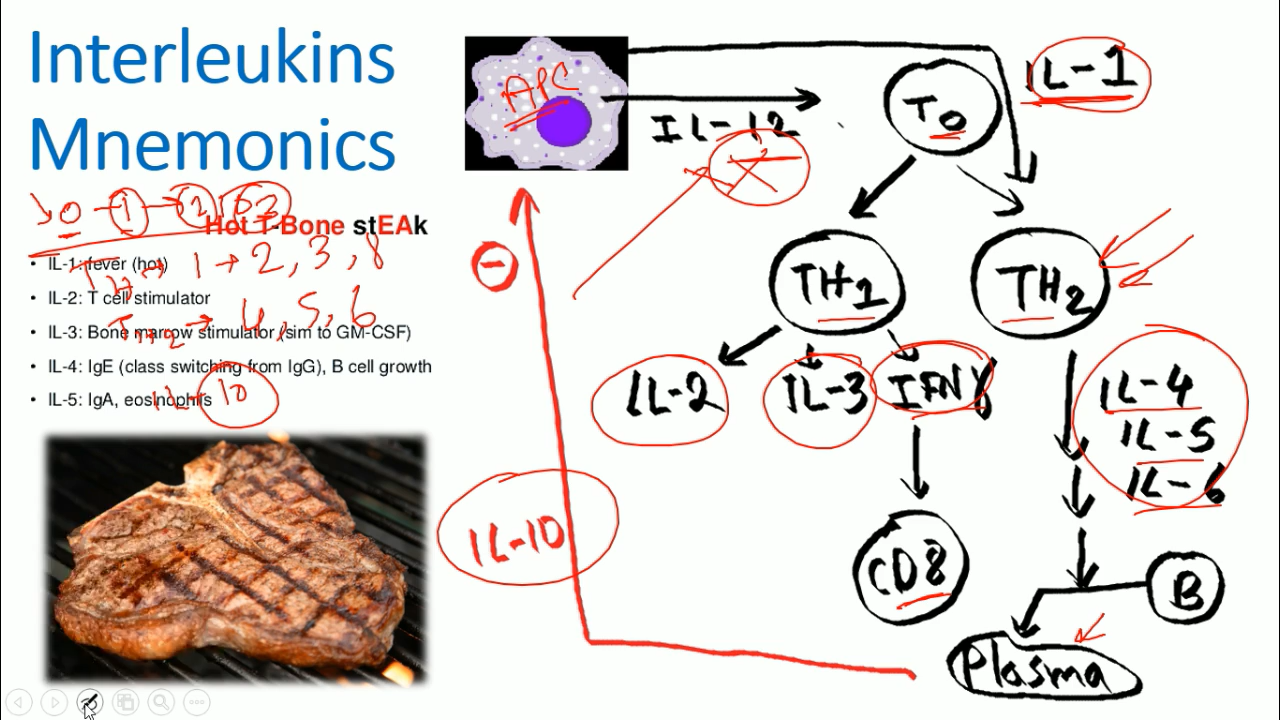 Interleukins
Mnemonics
Hot T-Bone stEAk
IL-1: fever (hot)
IL-2: T cell stimulator
IL-3: Bone marrow stimulator (sim to GM-CSF)
IL-4: IgE (class switching from IgG), B cell growth
IL-5: IgA, eosinophils
1 → 2, 3, 8
TH2 → 4, 5, 6
IL-10
APC
IL-12
T0
IL-1
TH1
TH2
IL-2
IL-3
IFNγ
IL-4
IL-5
IL-6
IL-10
CD8
B
Plasma